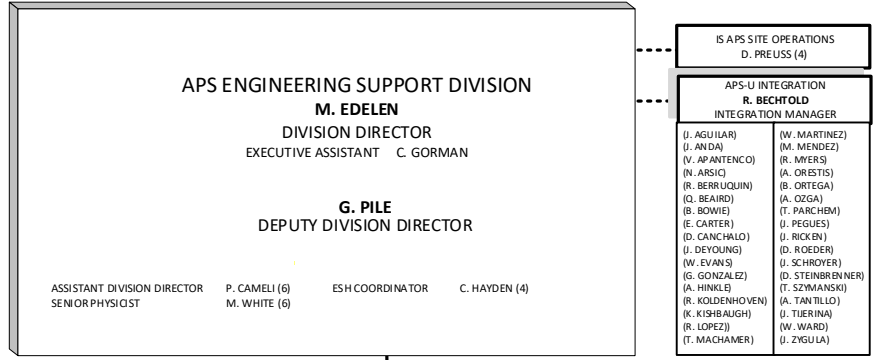 APS ENGINEERING SUPPORT DIVISION
M. EDELEN
DIVISION DIRECTOR
EXECUTIVE ASSISTANT C. GORMAN
G. PILE
DEPUTY DIVISION DIRECTOR
ASSISTANT DIVISION DIRECTOR P. CAMELI (6) ESH COORDINATOR C. HAYDEN (4)
SENIOR PHYSICIST M. WHITE (6)
IS APS SITE OPERATIONS
D. PREUSS (4)
APS-U INTEGRATION
R. BECHTOLD
INTEGRATION MANAGER
(J. AGUILAR)
(J. ANDA)
(V. APANTENCO)
(N. ARSIC)
(R. BERRUQUIN)
(Q. BEAIRD)
(B. BOWIE)
(E. CARTER)
(D. CANCHALO)
(J. DEYOUNG)
(W. EVANS)
(G. GONZALEZ)
(A. HINKLE)
(R. KOLDENHOVEN)
(K. KISHBAUGH)
(R. LOPEZ))
(T. MACHAMER)
(W. MARTINEZ)
(M. MENDEZ)
(R. MYERS)
(A. ORESTIS)
(B. ORTEGA)
(A. OZGA)
(T. PARCHEM)
(J. PEGUES)
(J. RICKEN)
(D. ROEDER)
(J. SCHROYER)
(D. STEINBRENNER)
(T. SZYMANSKI)
(A. TANTILLO)
(J. TIJERINA)
(W. WARD)
(J. ZYGULA)